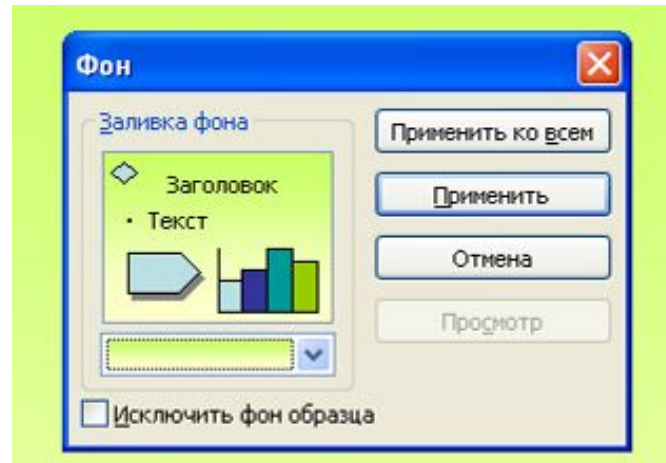 Фон
Заливка фона
Заголовок
• Текст
Применить ко всем
Применить
Отмена
Просмотр
Исключить фон образца